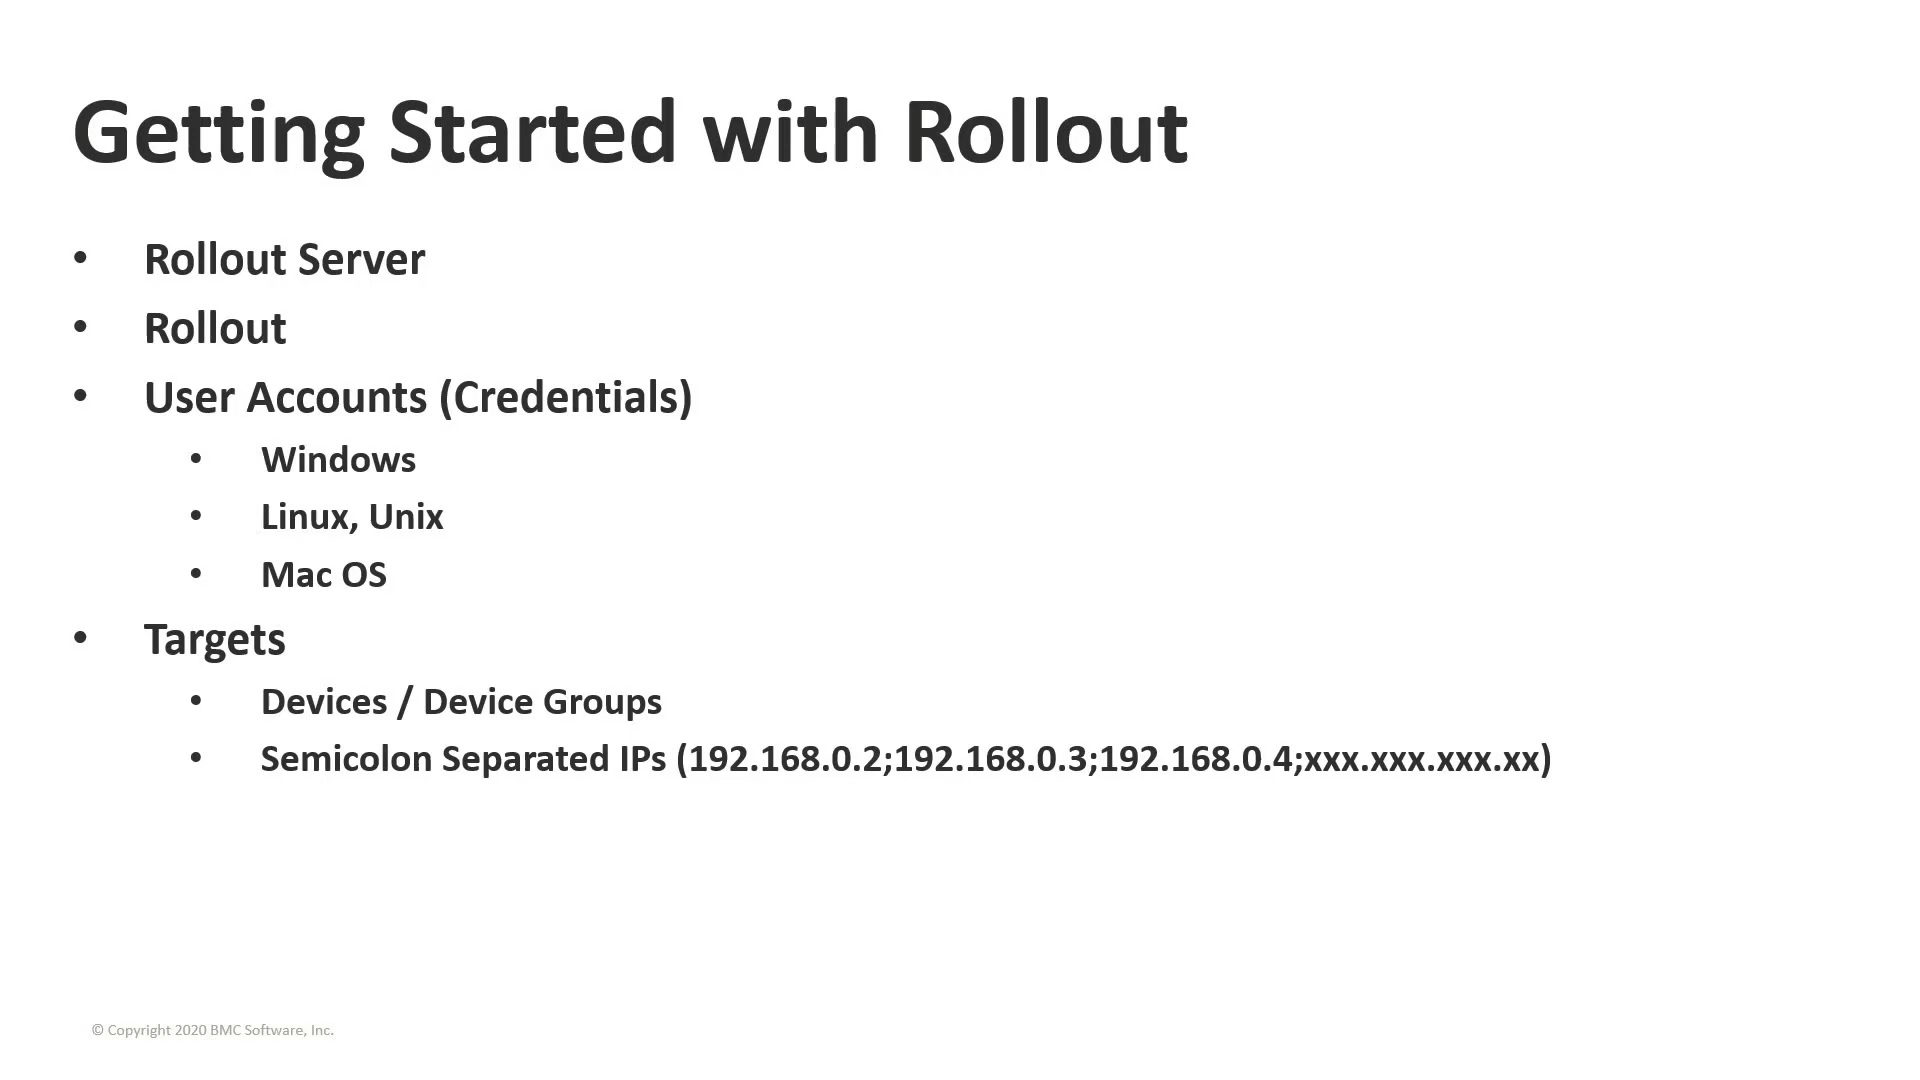 Getting Started with Rollout
• Rollout Server
• Rollout
• User Accounts (Credentials)
• Windows
• Linux, Unix
• Mac OS
• Targets
• Devices / Device Groups
• Semicolon Separated IPs (192.168.0.2;192.168.0.3;192.168.0.4;xxx.xxx.xxx.xx)
© Copyright 2020 BMC Software, Inc.